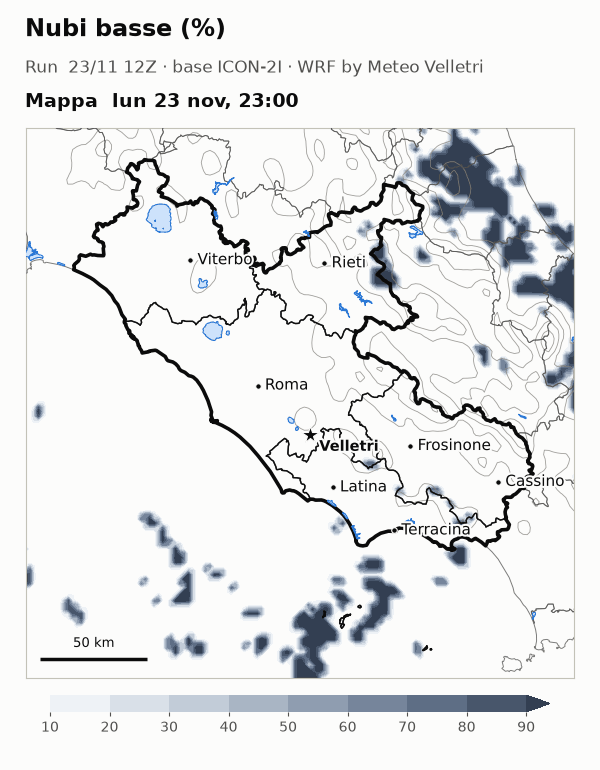 Nubi basse (%)
Run  23/11 12Z · base ICON-2I · WRF by Meteo Velletri
Mappa  lun 23 nov, 23:00
Viterbo
Rieti
Roma
Velletri
Frosinone
Latina
Cassino
Terracina
50 km
10 20 30 40 50 60 70 80 90